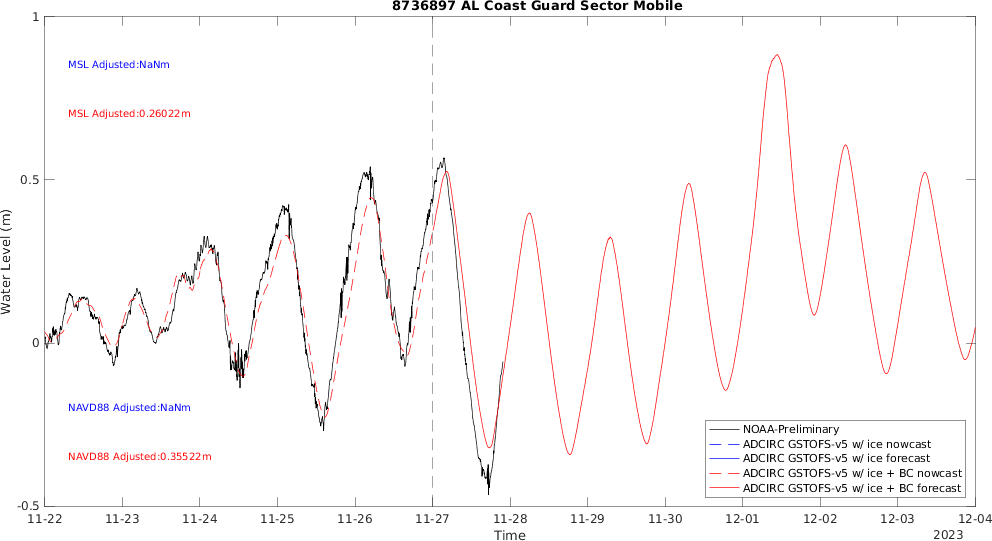 8736897 AL Coast Guard Sector Mobile
1
0.5
0
-0.5
Water Level (m)
MSL Adjusted:NaNm
MSL Adjusted:0.26022m
NAVD88 Adjusted:NaNm
NAVD88 Adjusted:0.35522m
NOAA-Preliminary
ADCIRC GSTOFS-v5 w/ ice nowcast
ADCIRC GSTOFS-v5 w/ ice forecast
ADCIRC GSTOFS-v5 w/ ice + BC nowcast
ADCIRC GSTOFS-v5 w/ ice + BC forecast
11-22 11-23 11-24 11-25 11-26 11-27 11-28 11-29 11-30 12-01 12-02 12-03 12-04
Time
2023